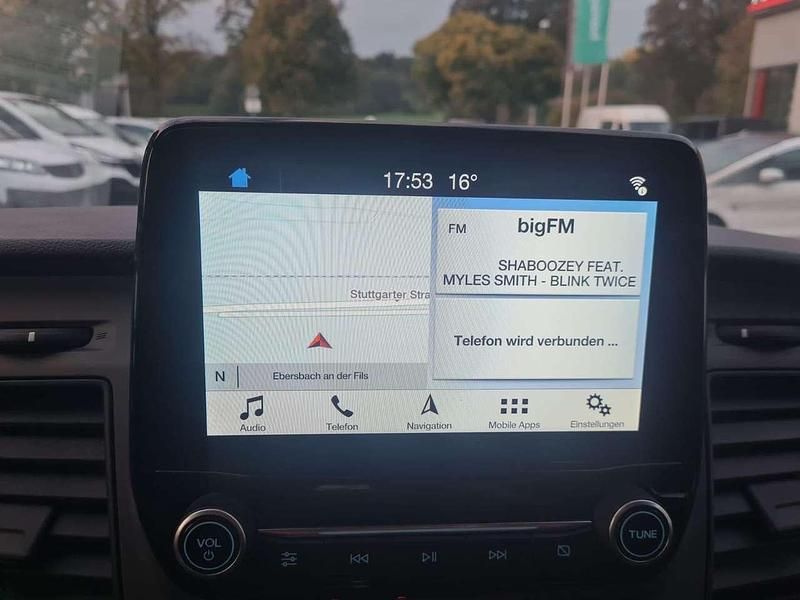 17:53 16°
FM bigFM
SHABOOZEY FEAT.
MYLES SMITH - BLINK TWICE
Stuttgarter Stra
Telefon wird verbunden ...
N Ebersbach an der Fils
Audio Telefon Navigation Mobile Apps Einstellungen
VOL
TUNE